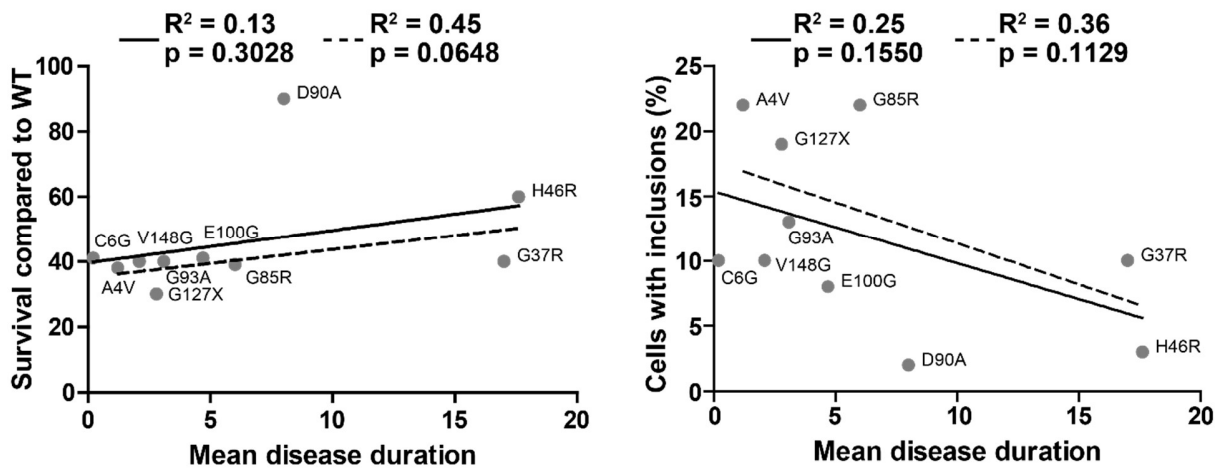 R² = 0.13
p = 0.3028
R² = 0.45
p = 0.0648
Survival compared to WT
100
80
60
40
20
0
D90A
H46R
C6G
V148G
E100G
G37R
A4V
G93A
G85R
G127X
0
5
10
15
20
Mean disease duration
R² = 0.25
p = 0.1550
R² = 0.36
p = 0.1129
Cells with inclusions (%)
25
20
15
10
5
0
A4V
G85R
G127X
G93A
C6G
V148G
E100G
G37R
D90A
H46R
0
5
10
15
20
Mean disease duration